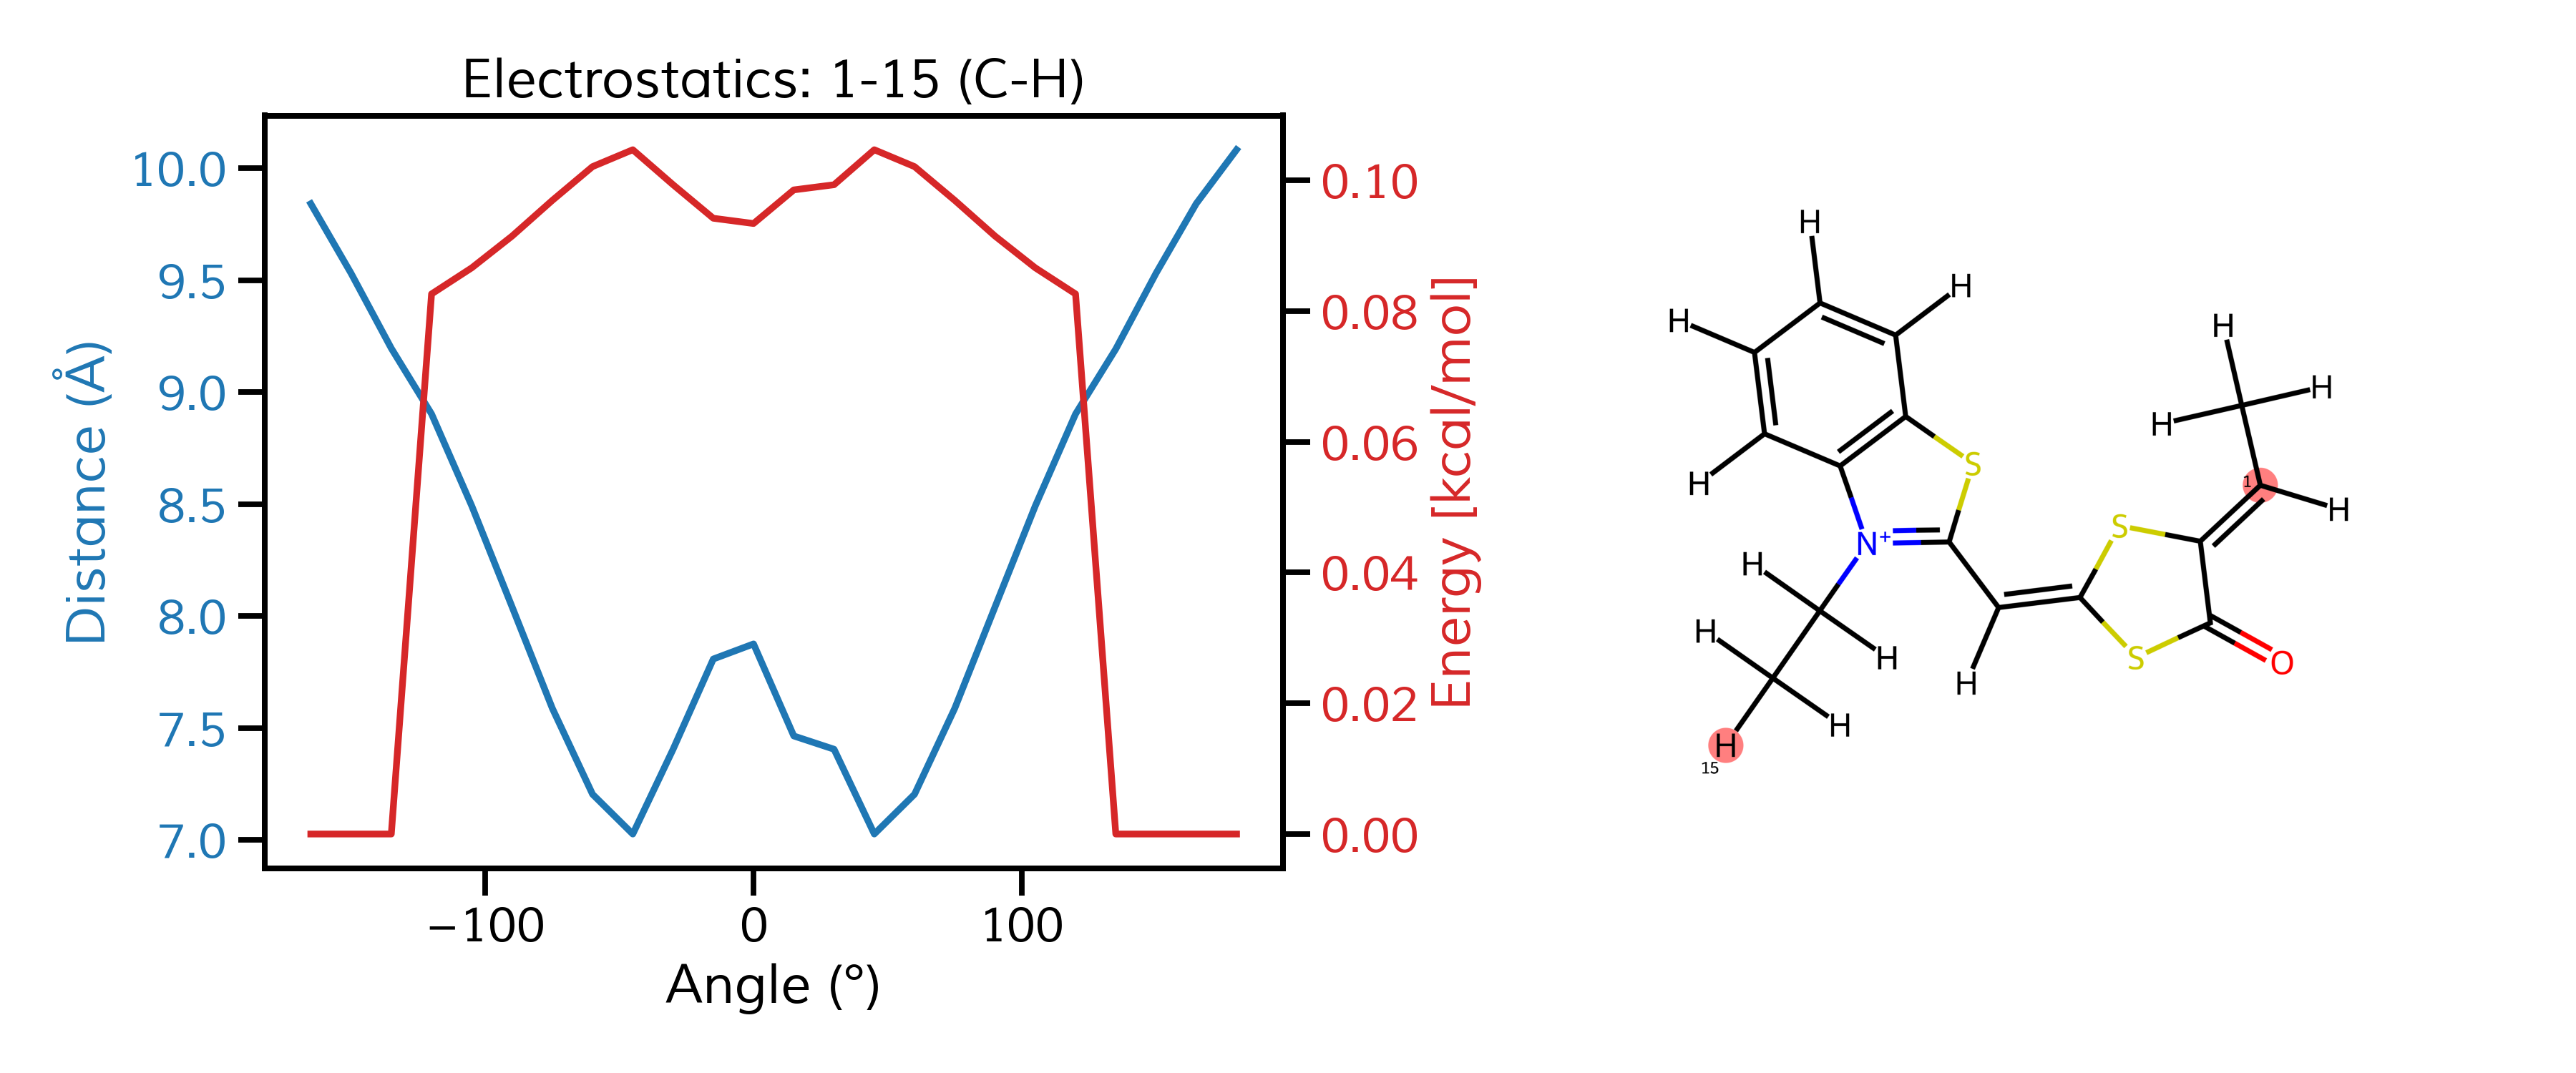 Electrostatics: 1-15 (C-H)
Distance (Å)
10.0
9.5
9.0
8.5
8.0
7.5
7.0
−100
0
100
Angle (°)
0.10
0.08
0.06
0.04
0.02
0.00
Energy [kcal/mol]
H
H
H
H
H
H
H
S
1
H
S
N+
H
H
H
S
O
H
H
H
H
15